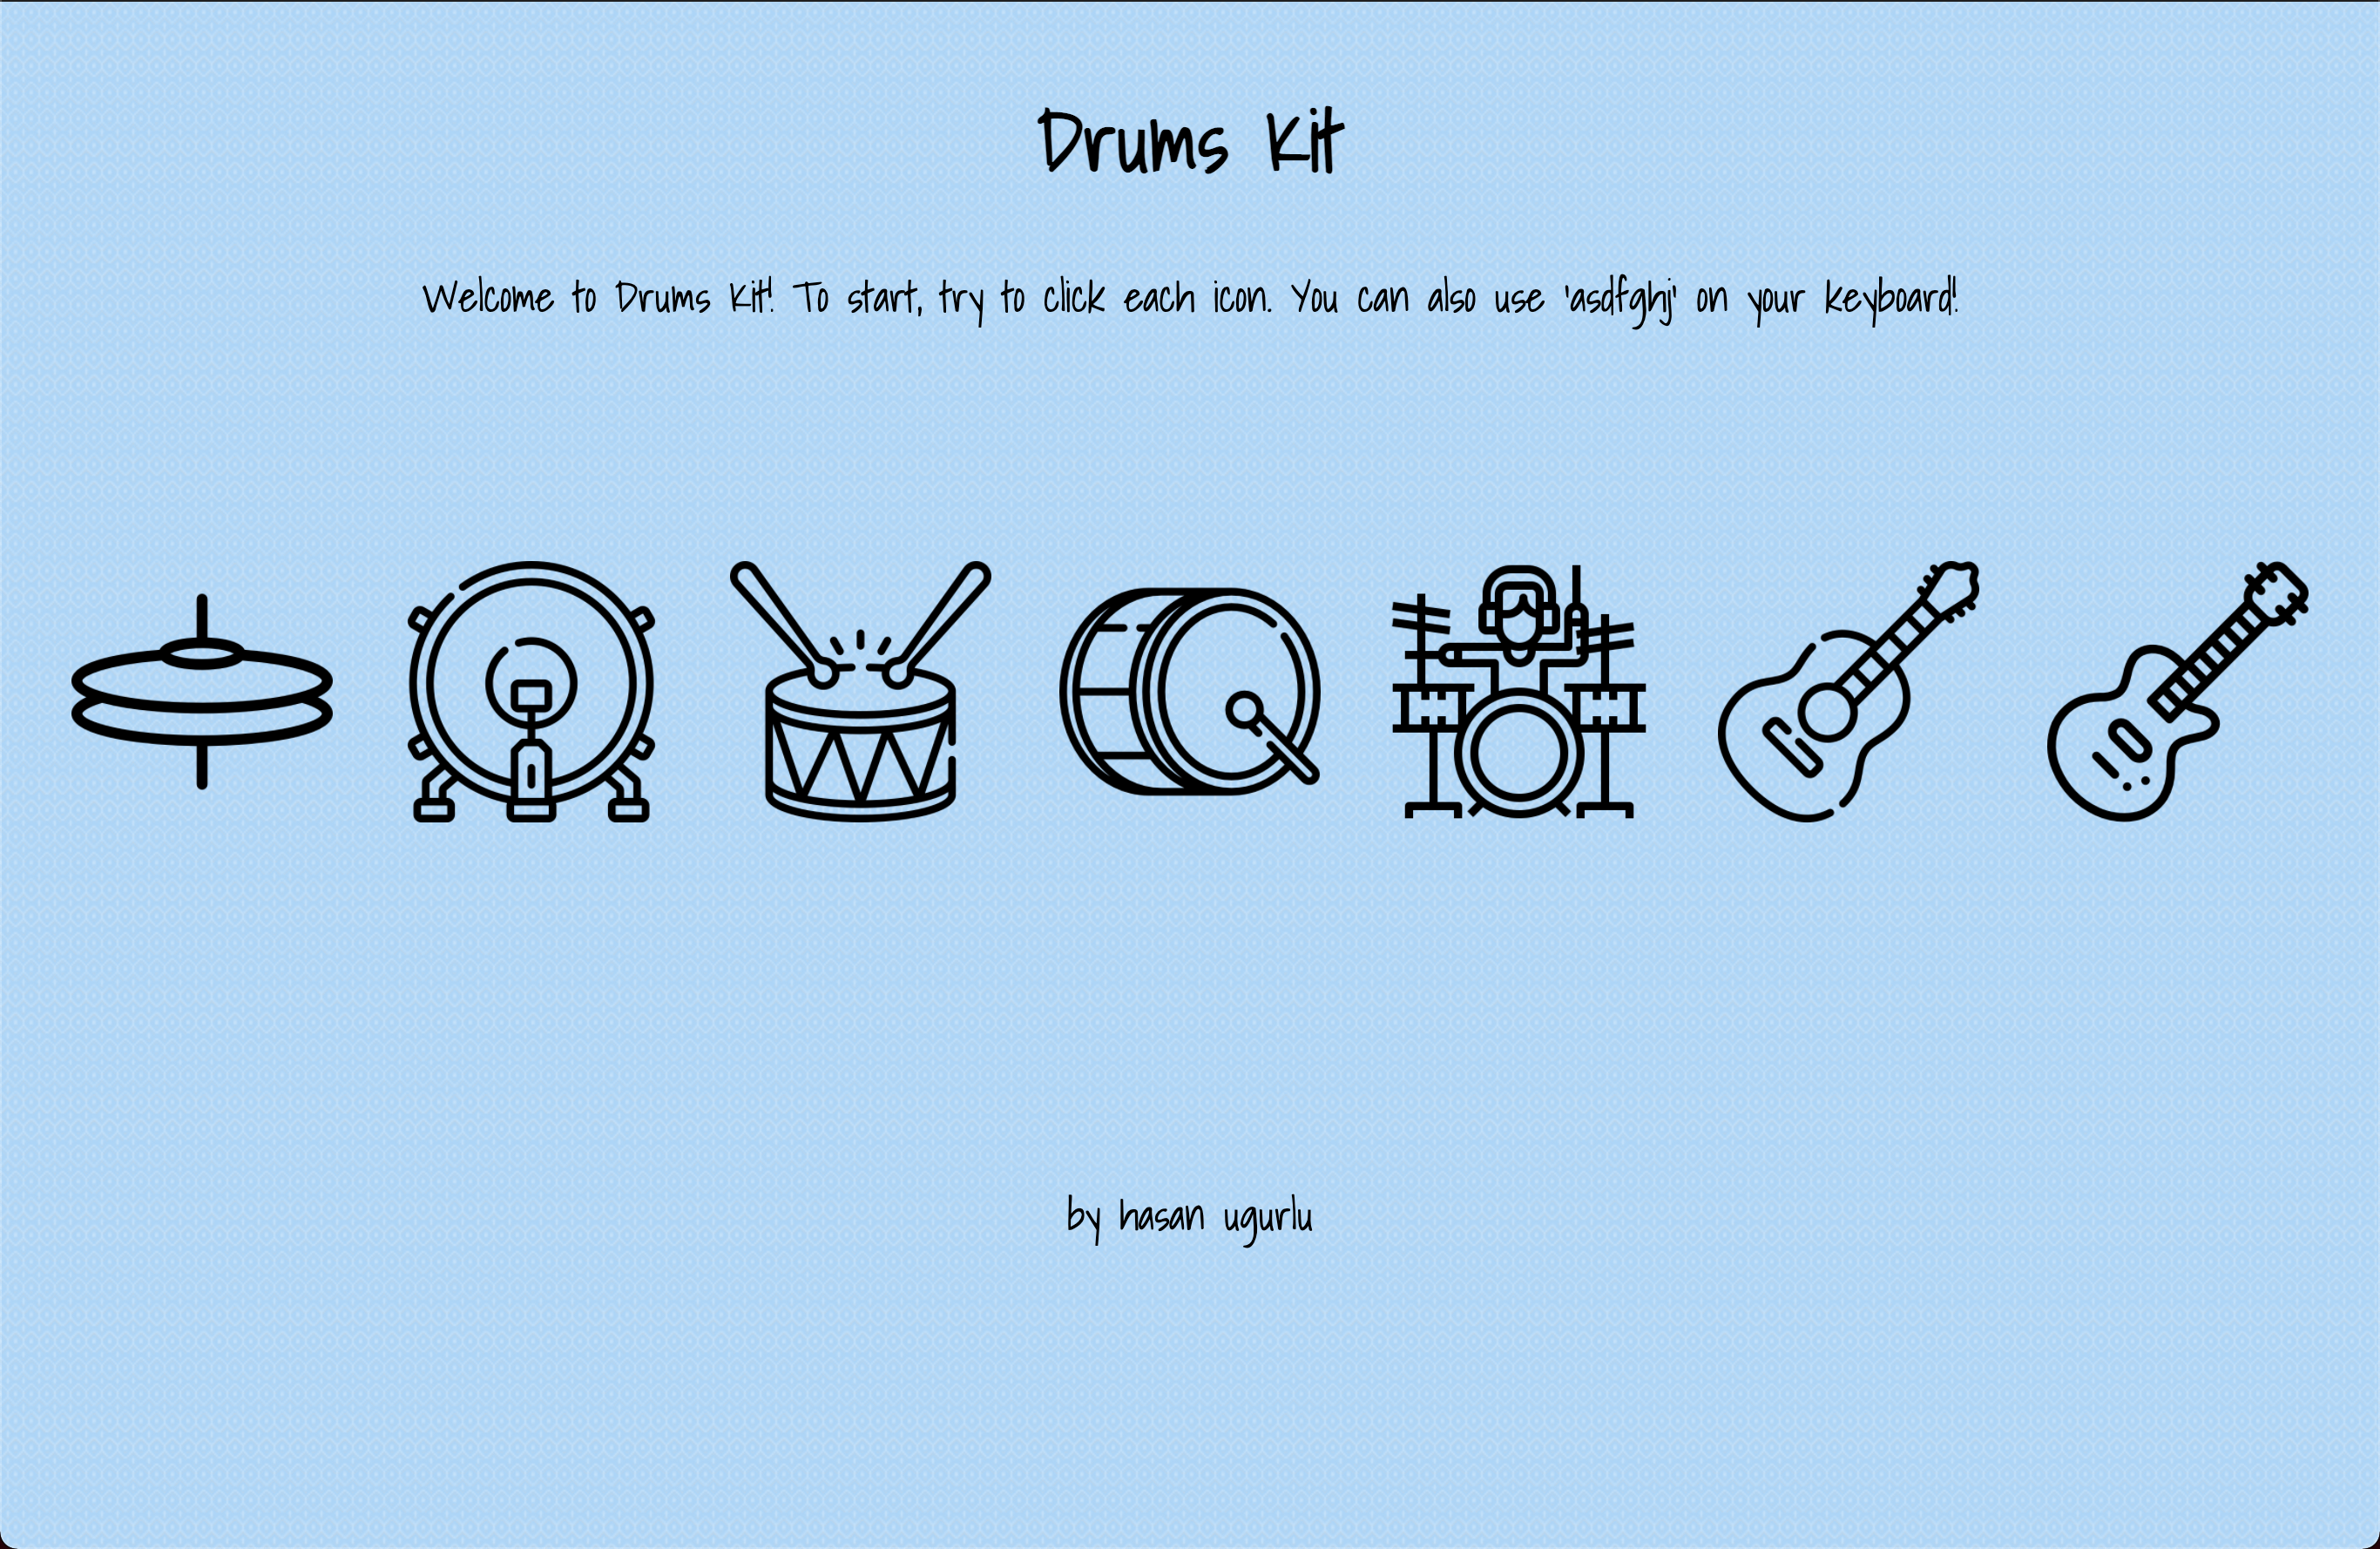 Drums Kit
Welcome to Drums Kit! To start, try to click each icon. You can also use 'asdfghj' on your keyboard!
by hasan ugurlu